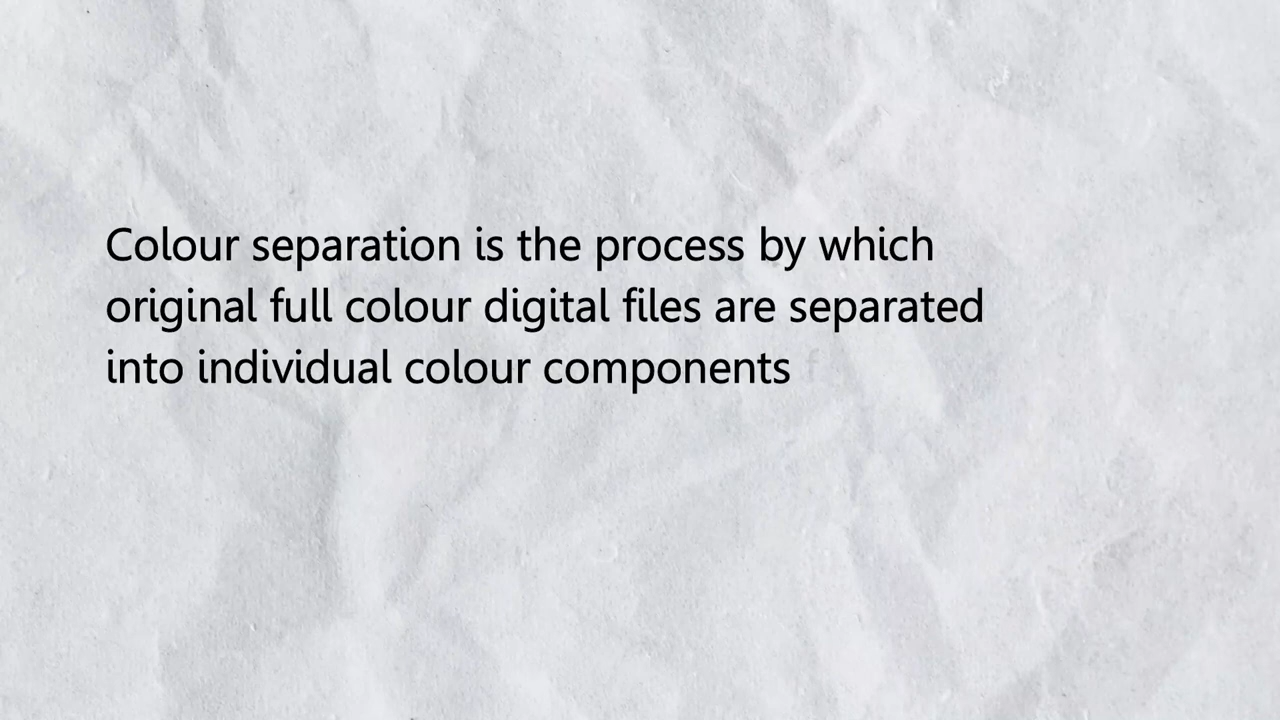 Colour separation is the process by which
original full colour digital files are separated
into individual colour components